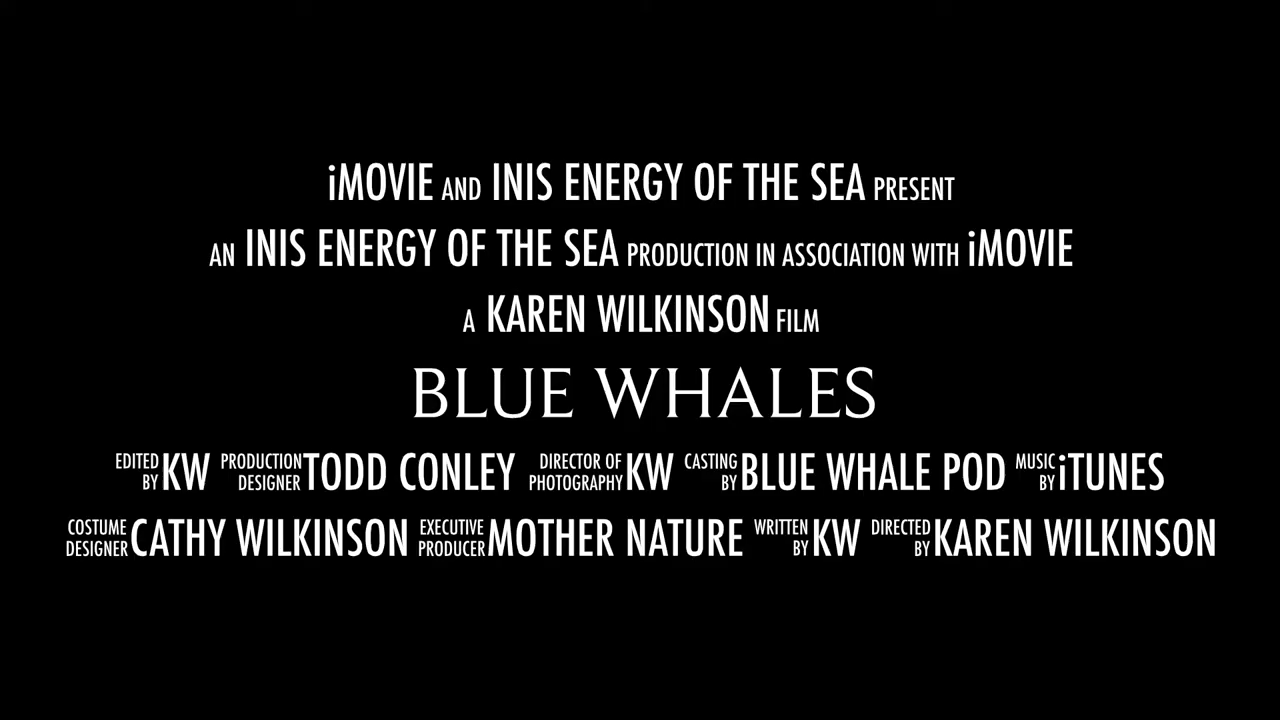 iMOVIE AND INIS ENERGY OF THE SEA PRESENT
AN INIS ENERGY OF THE SEA PRODUCTION IN ASSOCIATION WITH iMOVIE
A KAREN WILKINSON FILM
BLUE WHALES
EDITED BY KW PRODUCTION DESIGNER TODD CONLEY DIRECTOR OF PHOTOGRAPHY KW CASTING BY BLUE WHALE POD MUSIC BY iTUNES
COSTUME DESIGNER CATHY WILKINSON EXECUTIVE PRODUCER MOTHER NATURE WRITTEN BY KW DIRECTED BY KAREN WILKINSON